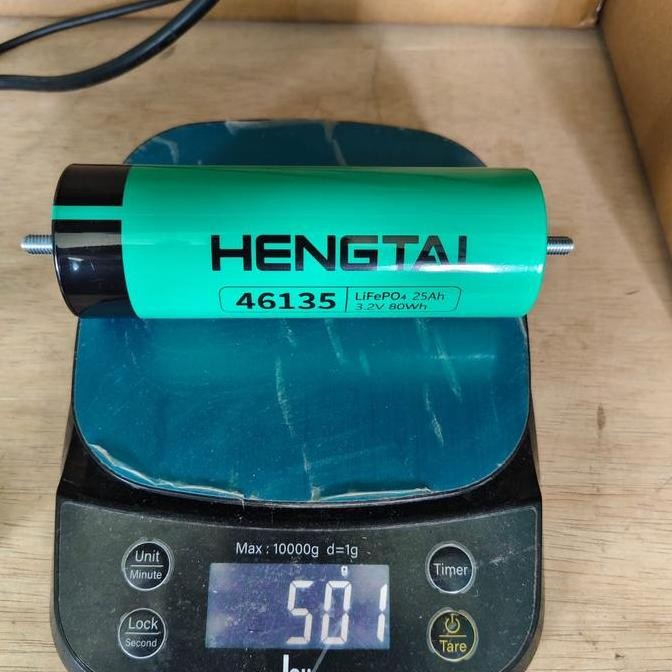 HENGTAI
46135
LiFePO4 25Ah
3.2V 80Wh
Max : 10000g d=1g
Unit
Minute
Timer
g
501
Lock
Second
Tare